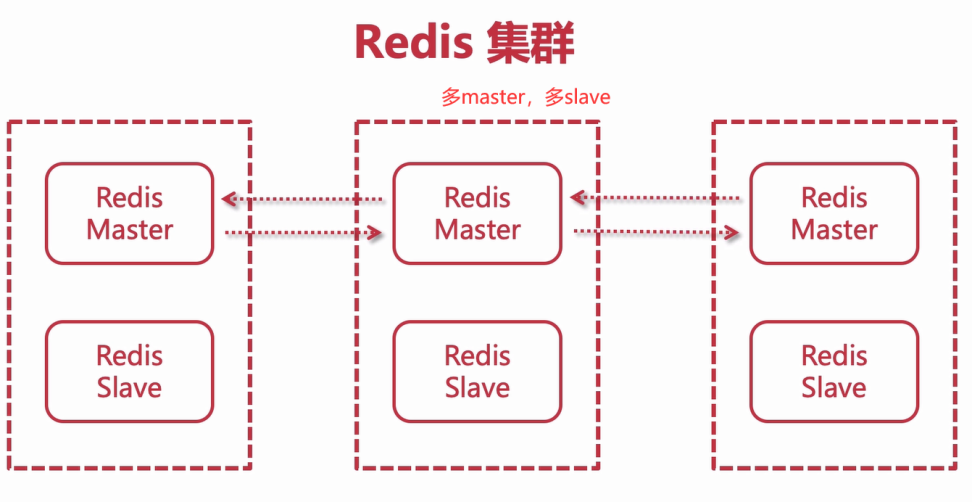 Redis 集群
多master，多slave
Redis
Master
Redis
Master
Redis
Master
Redis
Slave
Redis
Slave
Redis
Slave